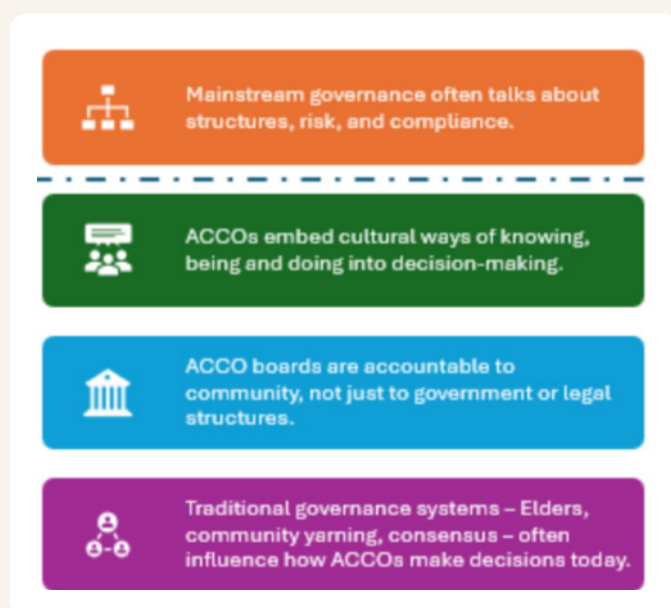 Mainstream governance often talks about
structures, risk, and compliance.
ACCOs embed cultural ways of knowing,
being and doing into decision-making.
ACCO boards are accountable to
community, not just to government or legal
structures.
Traditional governance systems – Elders,
community yarning, consensus – often
influence how ACCOs make decisions today.